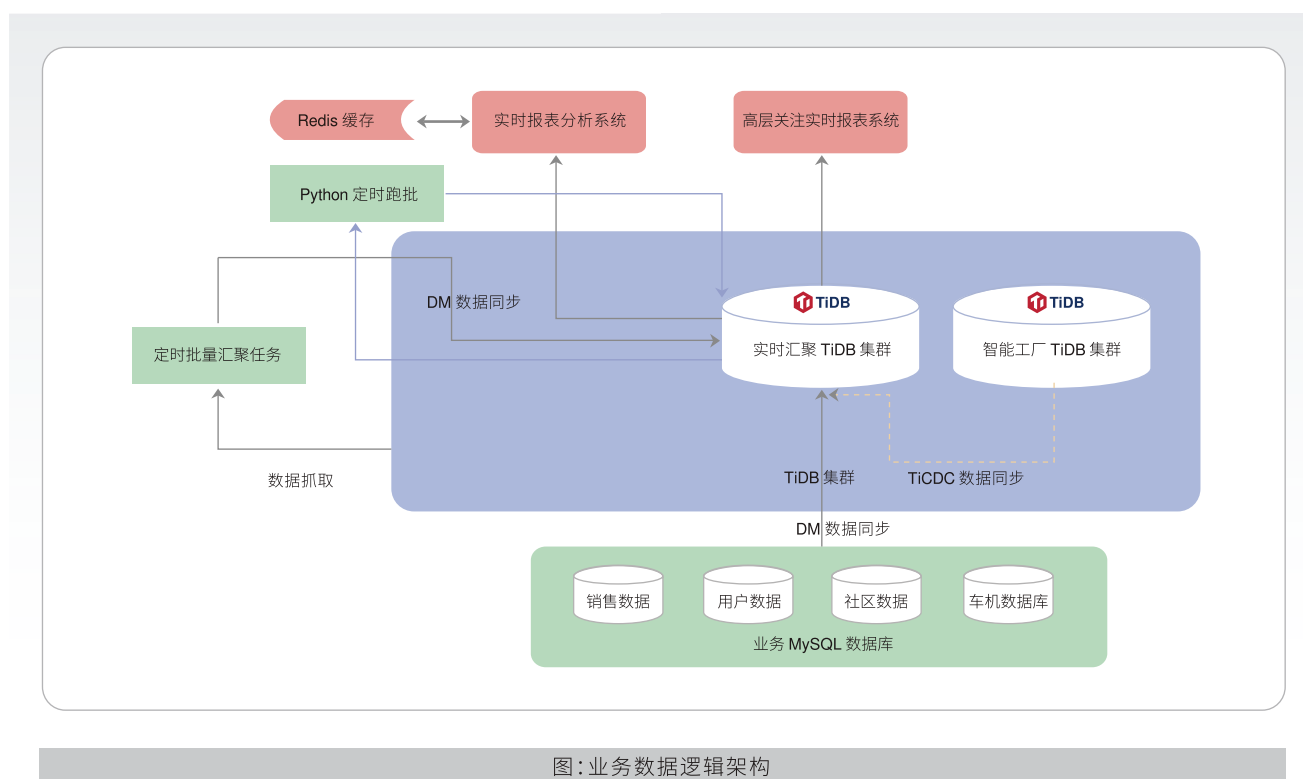 Redis 缓存
实时报表分析系统
高层关注实时报表系统
Python 定时跑批
DM 数据同步
TiDB
TiDB
定时批量汇聚任务
实时汇聚 TiDB 集群
智能工厂 TiDB 集群
数据抓取
TiDB 集群
TiCDC 数据同步
DM 数据同步
销售数据
用户数据
社区数据
车机数据库
业务 MySQL 数据库
图:业务数据逻辑架构